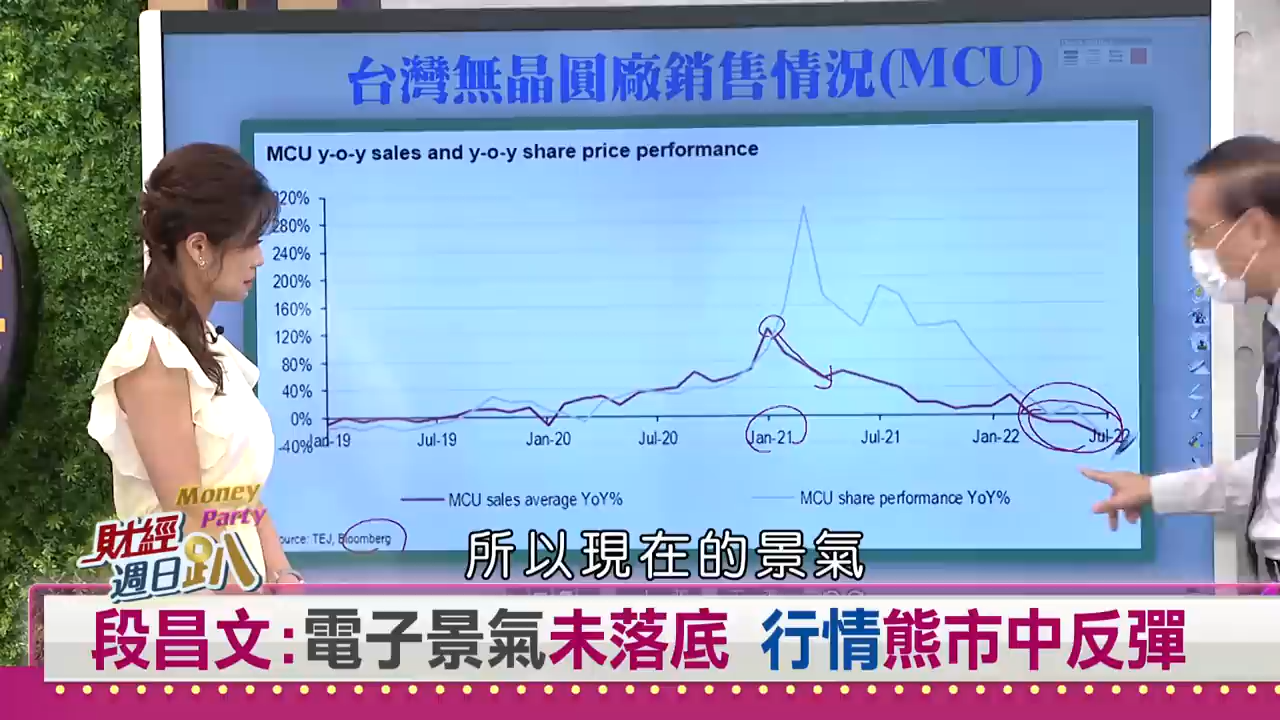 台灣無晶圓廠銷售情況(MCU)
MCU y-o-y sales and y-o-y share price performance
320%
280%
240%
200%
160%
120%
80%
40%
0%
-40%
Jan-19 Jul-19 Jan-20 Jul-20 Jan-21 Jul-21 Jan-22 Jul-22
MCU sales average YoY% MCU share performance YoY%
ource: TEJ, Bloomberg
Money
Party
財經
週日趴
所以現在的景氣
段昌文:電子景氣未落底 行情熊市中反彈